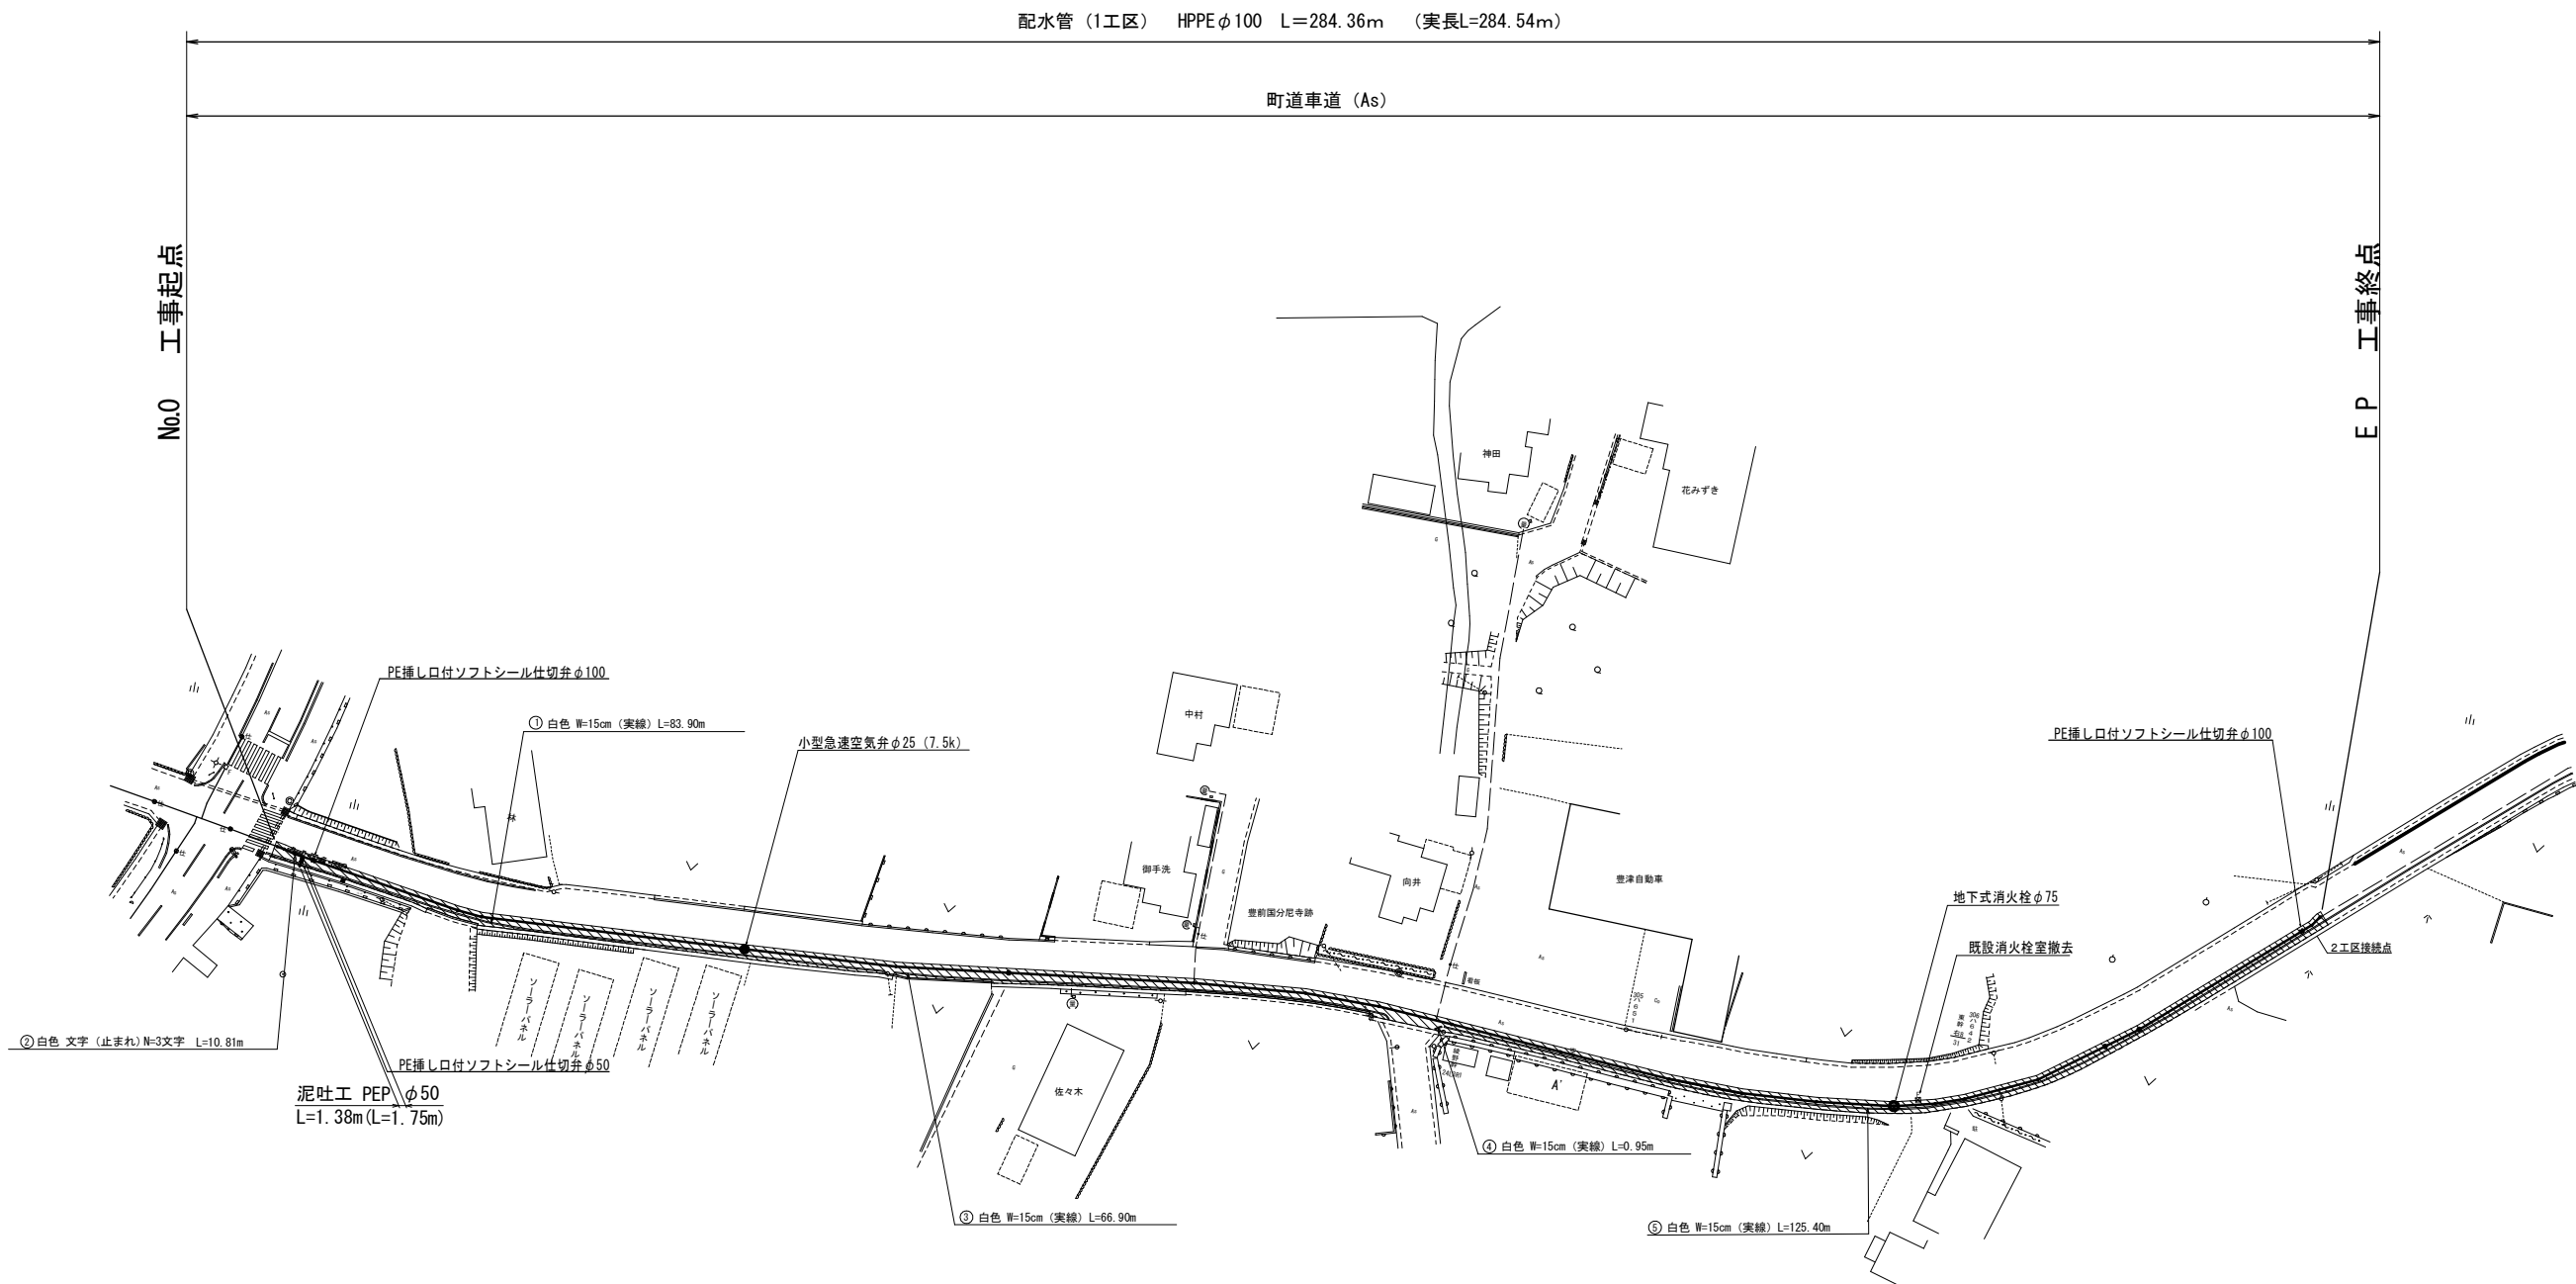 配水管（1工区）　HPPEφ100　L＝284.36m　（実長L=284.54m）
町道車道（As）
No.0　工事起点
E P　工事終点
神田
花みずき
PE挿し口付ソフトシール仕切弁φ100
① 白色 W=15cm（実線）L=83.90m
小型急速空気弁φ25（7.5k）
中村
PE挿し口付ソフトシール仕切弁φ100
林
御手洗
向井
豊津自動車
豊前国分尼寺跡
地下式消火栓φ75
既設消火栓室撤去
2工区接続点
看板
ソーラーパネル
ソーラーパネル
ソーラーパネル
ソーラーパネル
② 白色 文字（止まれ）N=3文字　L=10.81m
PE挿し口付ソフトシール仕切弁φ50
泥吐工 PEP φ50
L=1.38m(L=1.75m)
佐々木
A'
④ 白色 W=15cm（実線）L=0.95m
③ 白色 W=15cm（実線）L=66.90m
⑤ 白色 W=15cm（実線）L=125.40m